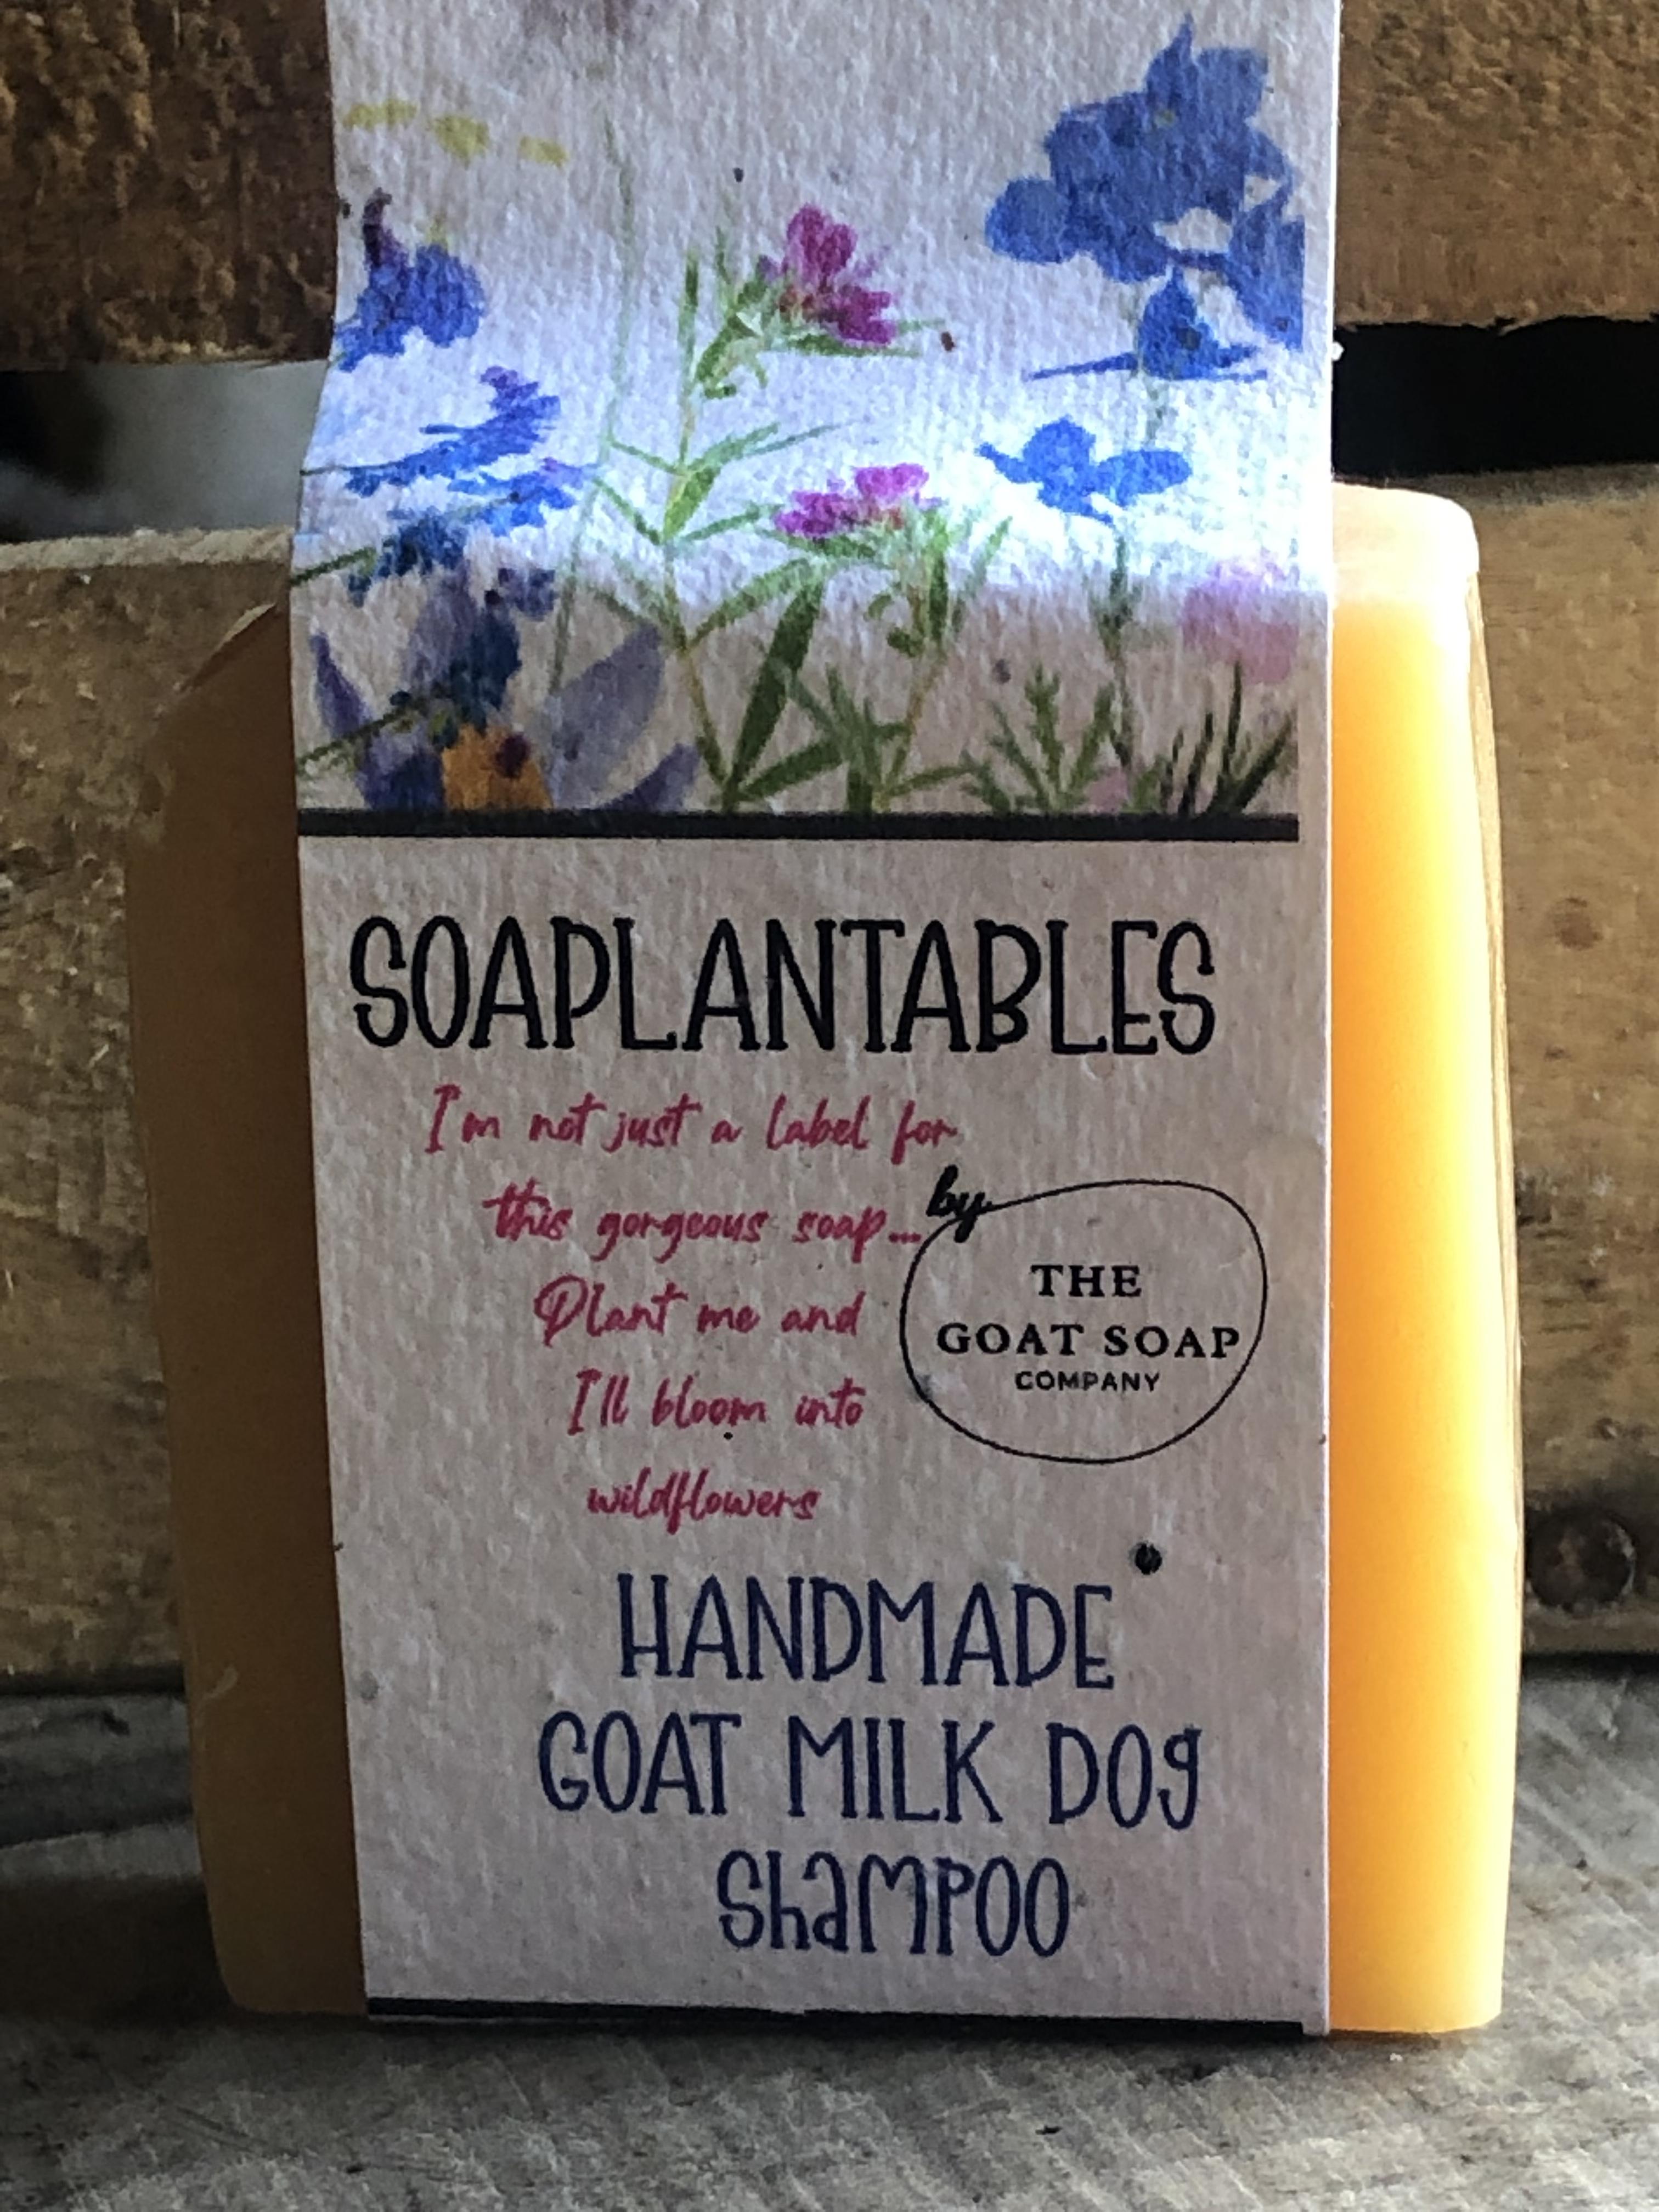 SOAPLANTABLES
I'm not just a label for
this gorgeous soap...
Plant me and
I'll bloom into
wildflowers
by
THE
GOAT SOAP
COMPANY
HANDMADE
GOAT MILK DOg
ShaMPOO